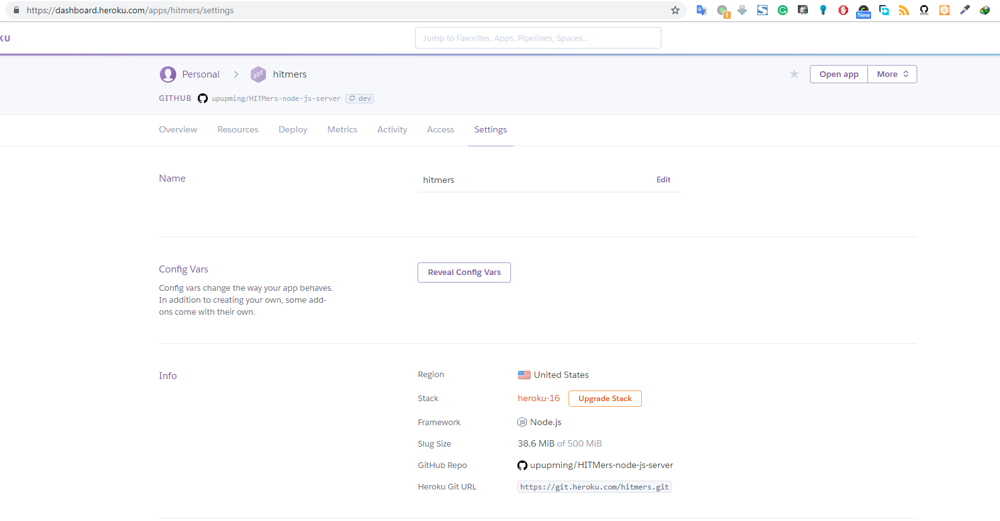 https://dashboard.heroku.com/apps/hitmers/settings
1
New
KU
Jump to Favorites, Apps, Pipelines, Spaces...
Personal > zzz hitmers
Open app More
GITHUB upupming/HITMers-node-js-server dev
Overview Resources Deploy Metrics Activity Access Settings
Name
hitmers Edit
Config Vars
Reveal Config Vars
Config vars change the way your app behaves.
In addition to creating your own, some add-
ons come with their own.
Info
Region United States
Stack heroku-16 Upgrade Stack
Framework Node.js
Slug Size 38.6 MiB of 500 MiB
GitHub Repo upupming/HITMers-node-js-server
Heroku Git URL https://git.heroku.com/hitmers.git